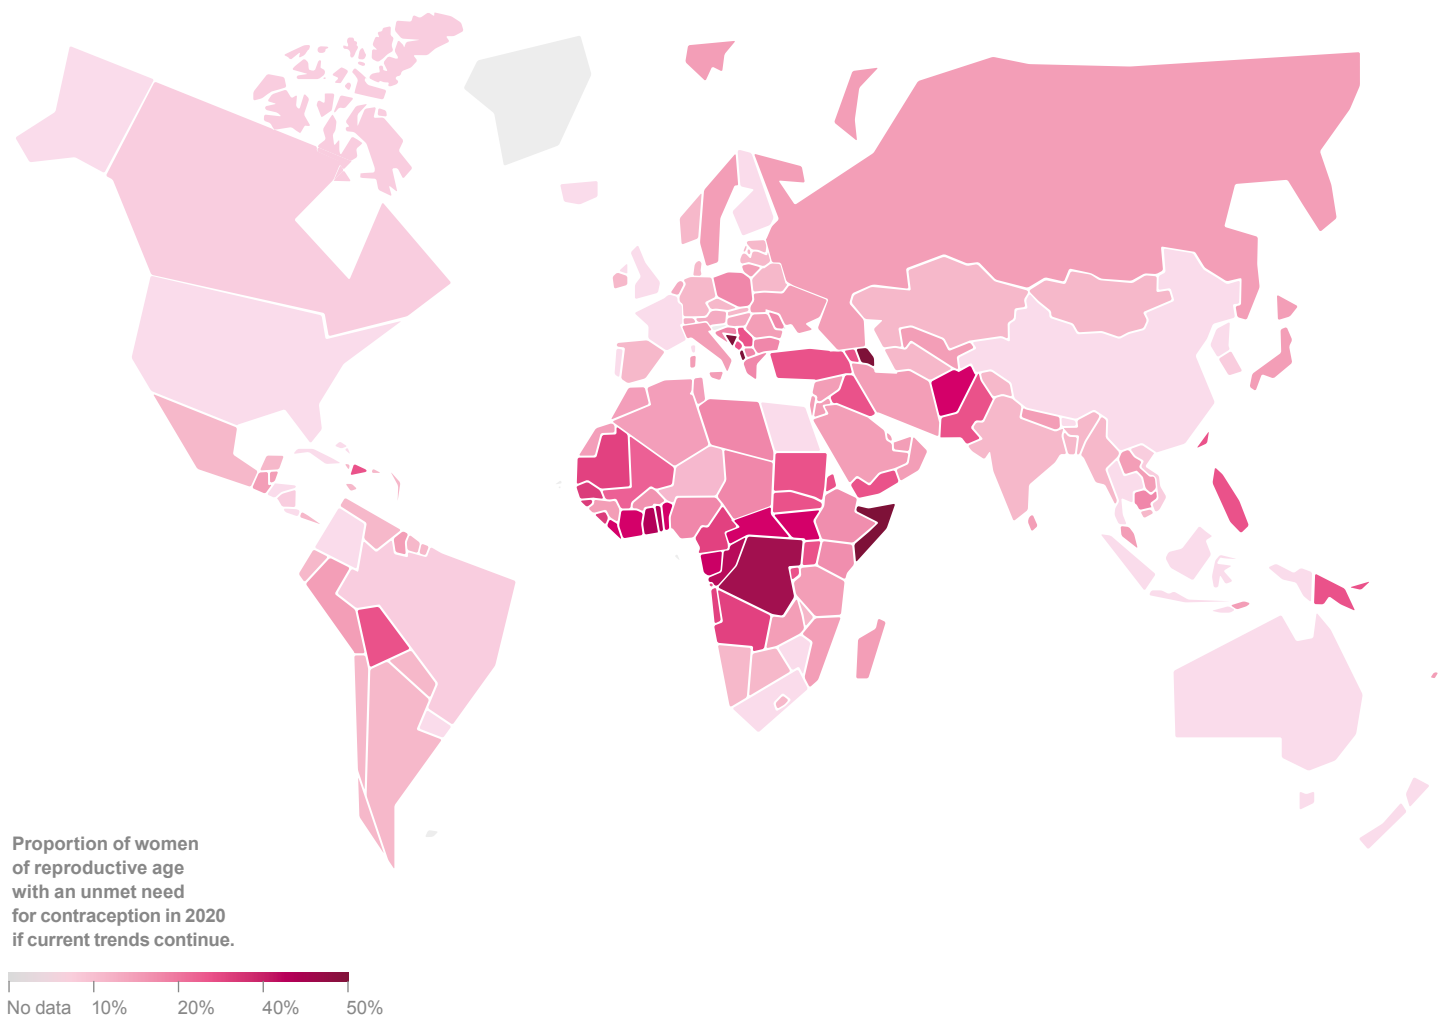 Proportion of women
of reproductive age
with an unmet need
for contraception in 2020
if current trends continue.
No data 10% 20% 40% 50%